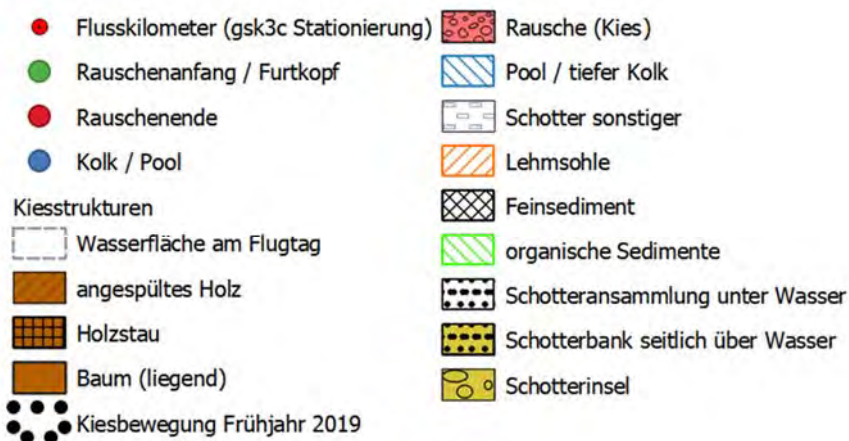 Flusskilometer (gsk3c Stationierung)
Rauschenanfang / Furtkopf
Rauschenende
Kolk / Pool
Kiesstrukturen
Wasserfläche am Flugtag
angespültes Holz
Holzstau
Baum (liegend)
Kiesbewegung Frühjahr 2019
Rausche (Kies)
Pool / tiefer Kolk
Schotter sonstiger
Lehmsohle
Feinsediment
organische Sedimente
Schotteransammlung unter Wasser
Schotterbank seitlich über Wasser
Schotterinsel